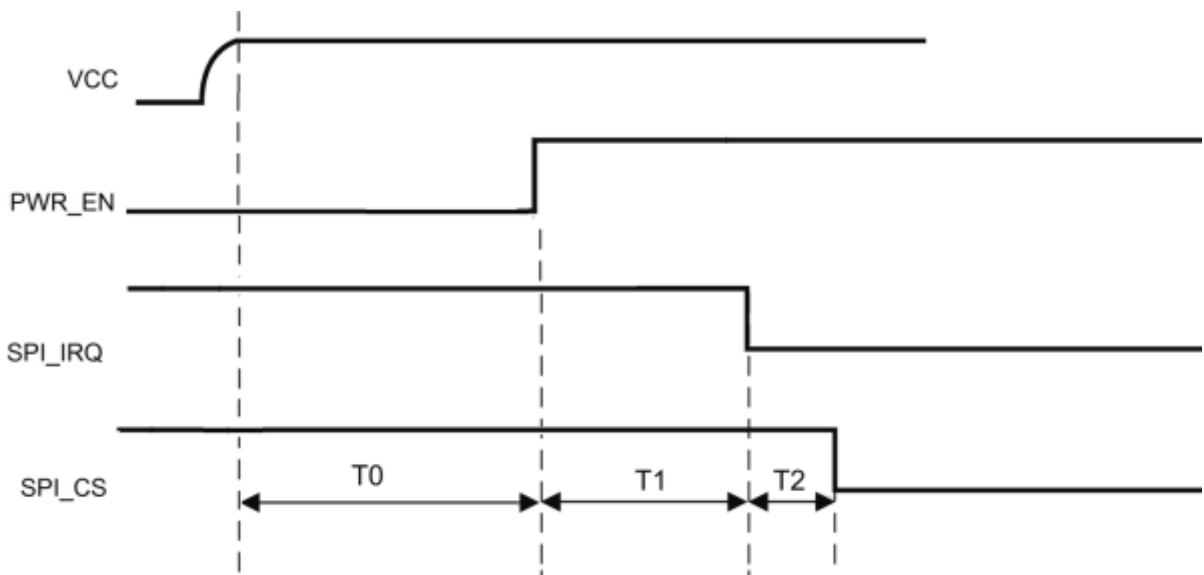 VCC
PWR_EN
SPI_IRQ
SPI_CS
T0
T1
T2